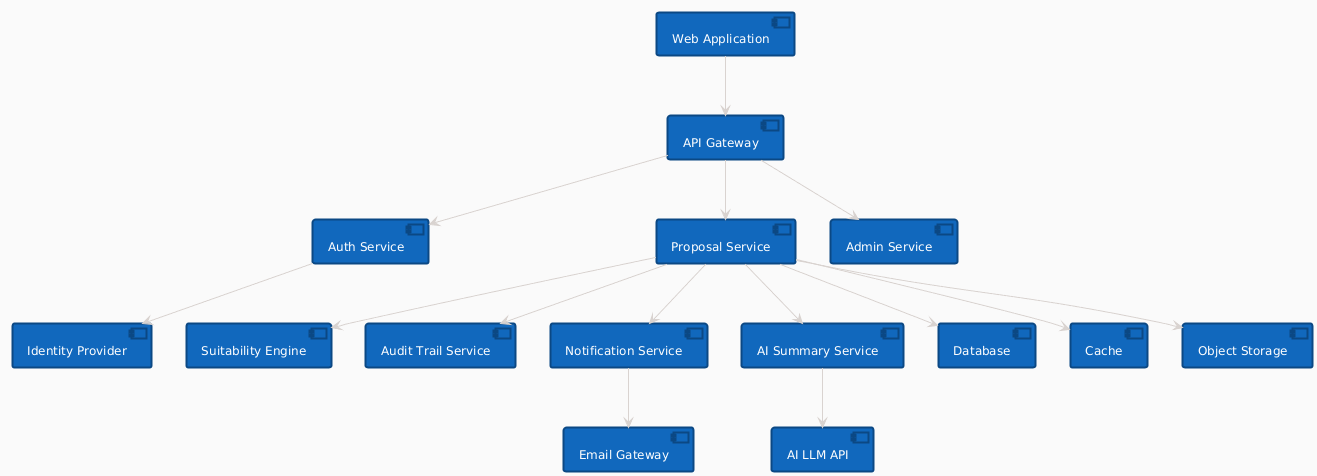 Web Application
API Gateway
Auth Service
Proposal Service
Admin Service
Identity Provider
Suitability Engine
Audit Trail Service
Notification Service
AI Summary Service
Database
Cache
Object Storage
Email Gateway
AI LLM API